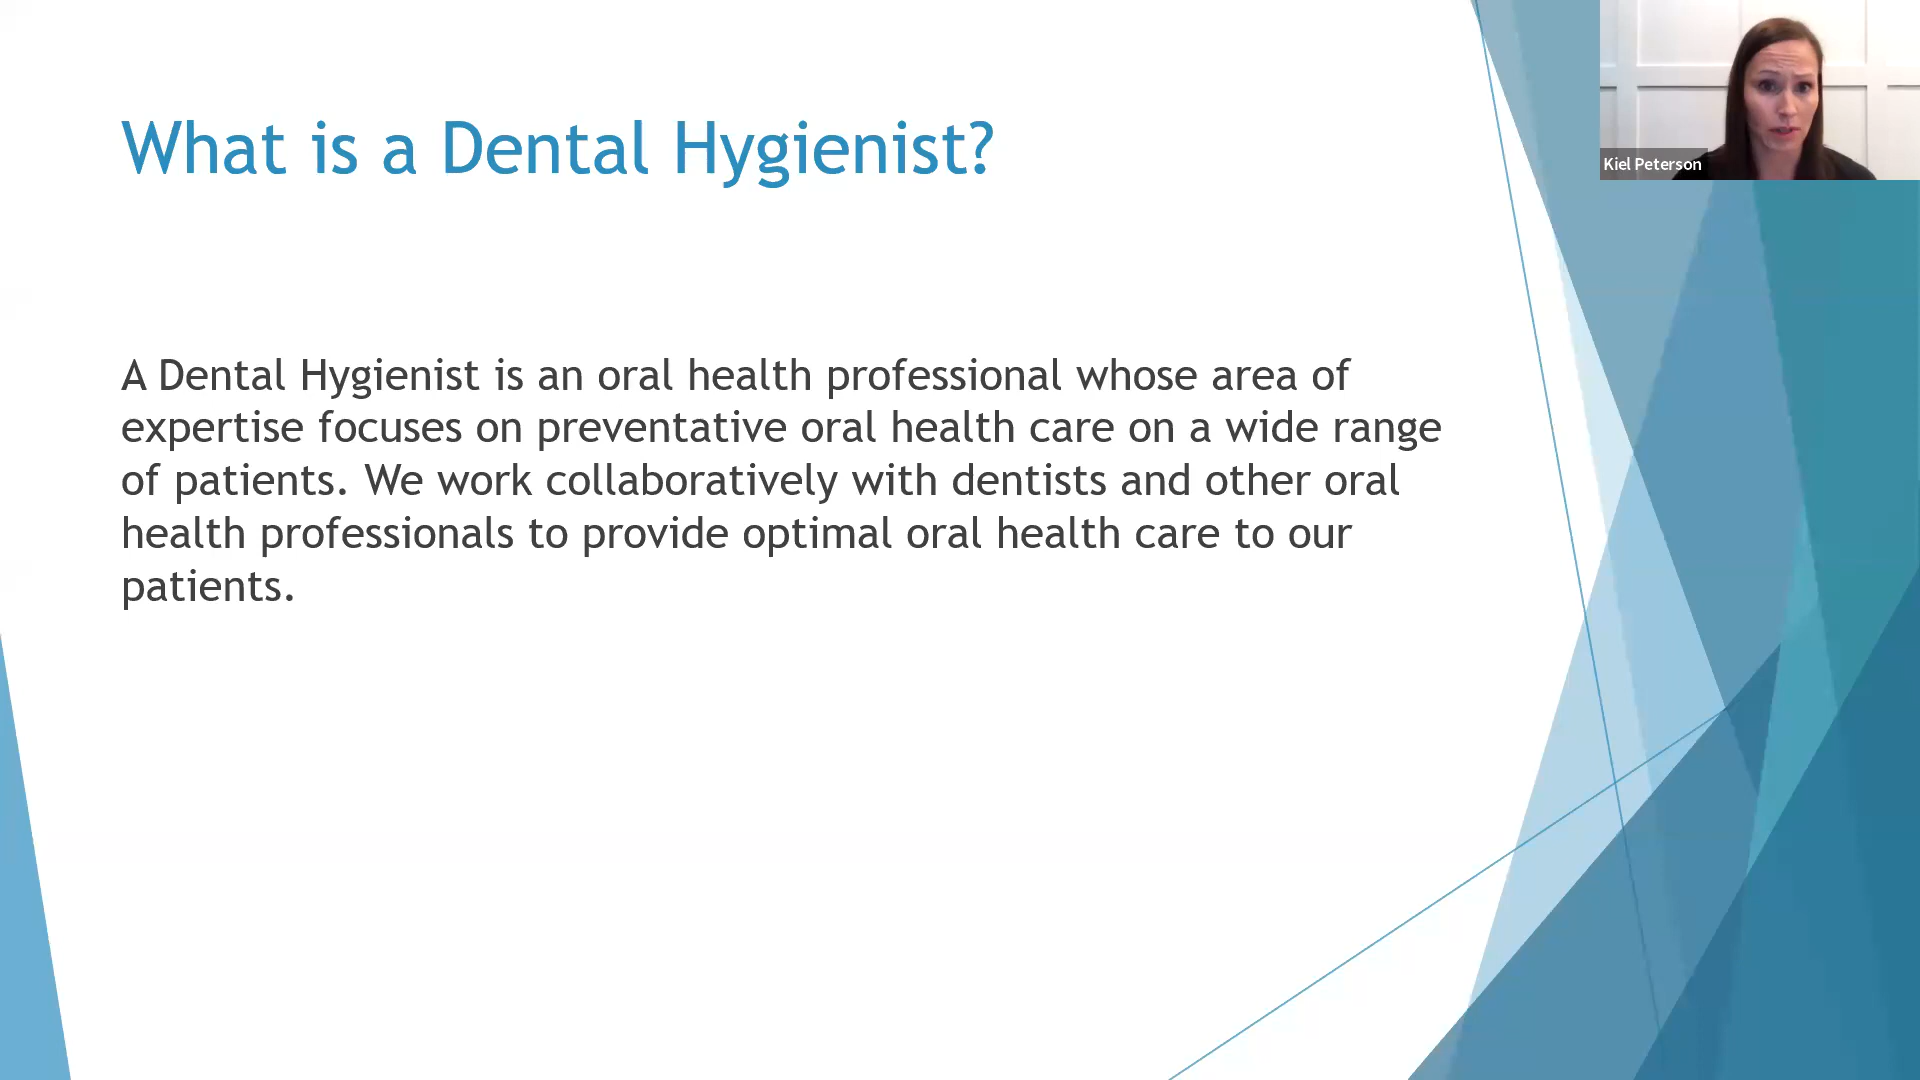 What is a Dental Hygienist?
Kiel Peterson
A Dental Hygienist is an oral health professional whose area of
expertise focuses on preventative oral health care on a wide range
of patients. We work collaboratively with dentists and other oral
health professionals to provide optimal oral health care to our
patients.